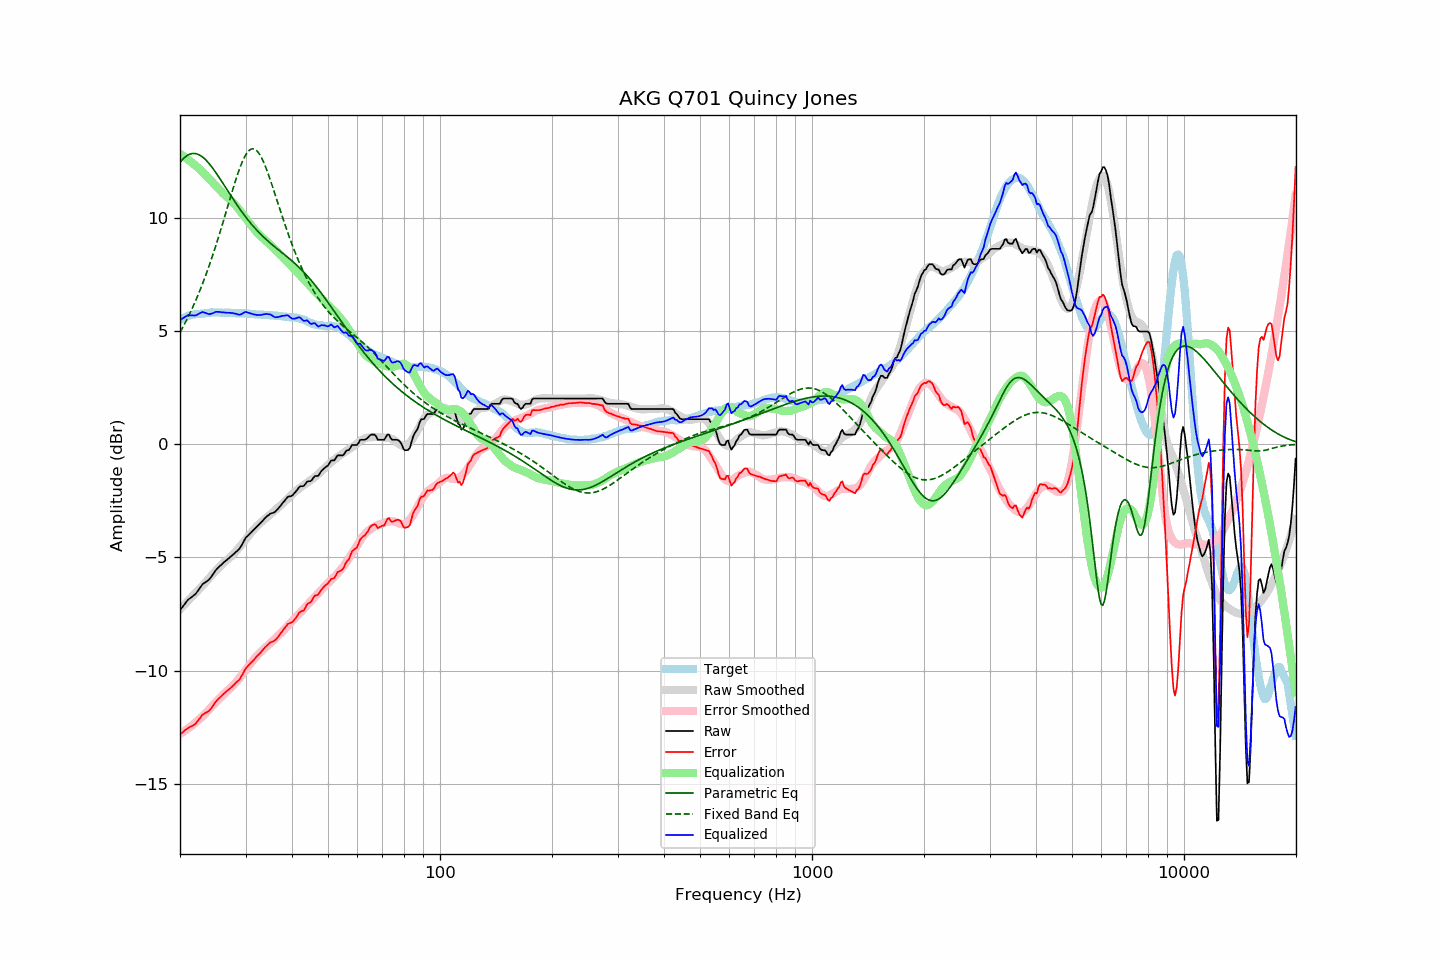 AKG Q701 Quincy Jones
Amplitude (dBr)
10
5
0
−5
−10
−15
100
1000
10000
Frequency (Hz)
Target
Raw Smoothed
Error Smoothed
Raw
Error
Equalization
Parametric Eq
Fixed Band Eq
Equalized